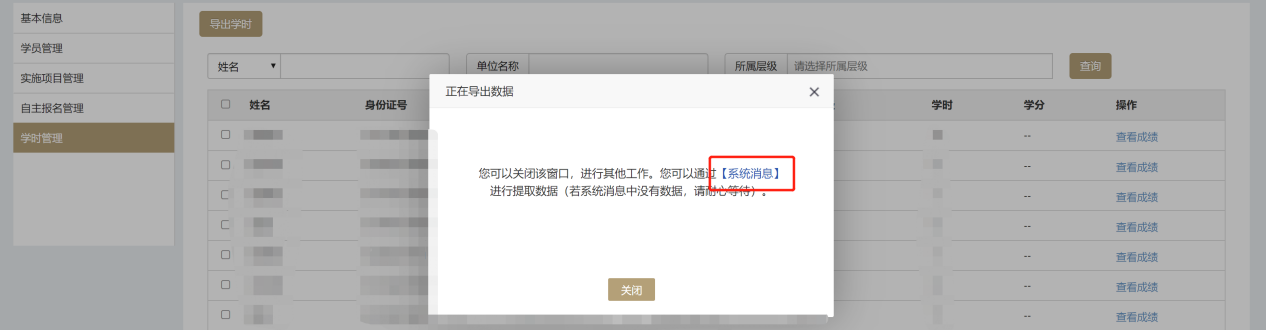 基本信息
学员管理
实施项目管理
自主报名管理
学时管理
导出学时
姓名 单位名称 所属层级 请选择所属层级 查询
姓名 身份证号 学时 学分 操作
-- 查看成绩
-- 查看成绩
-- 查看成绩
-- 查看成绩
-- 查看成绩
-- 查看成绩
-- 查看成绩
正在导出数据
您可以关闭该窗口，进行其他工作。您可以通过【系统消息】
进行提取数据（若系统消息中没有数据，请耐心等待）。
关闭